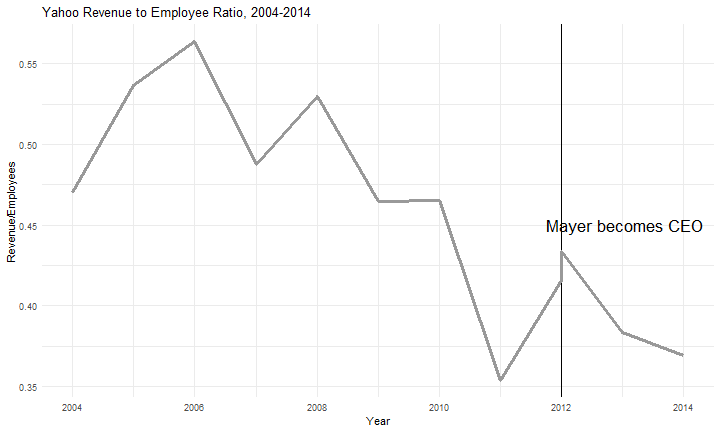 Yahoo Revenue to Employee Ratio, 2004-2014
0.55
0.50
0.45
0.40
0.35
Revenue/Employees
Mayer becomes CEO
2004
2006
2008
2010
2012
2014
Year